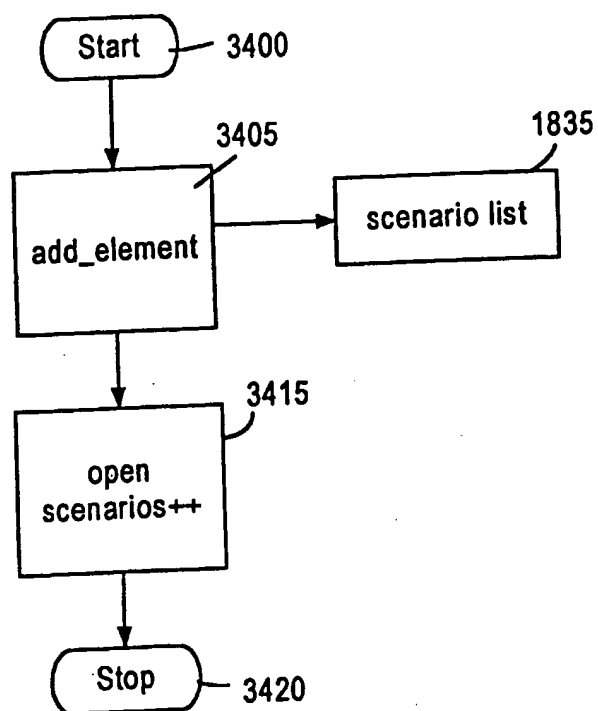 Start
3400
3405
1835
add_element
scenario list
3415
open
scenarios++
Stop
3420